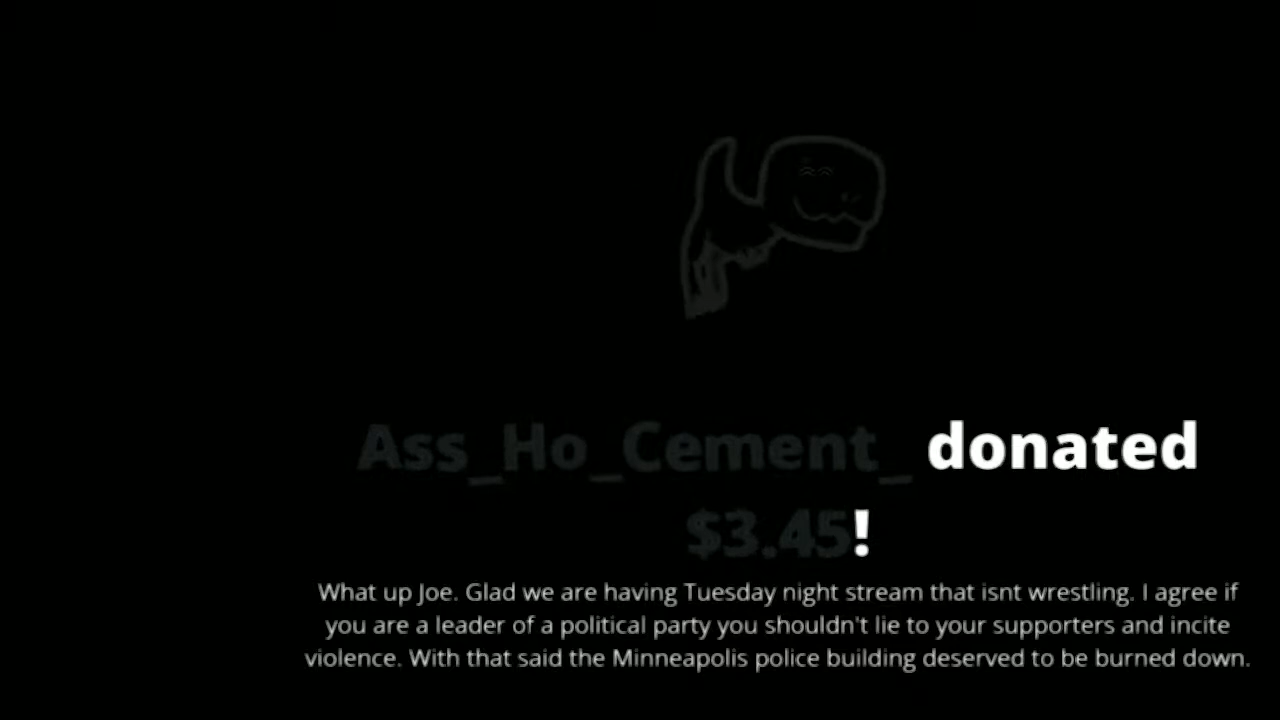 Ass_Ho_Cement_ donated
$3.45!
What up Joe. Glad we are having Tuesday night stream that isnt wrestling. I agree if
you are a leader of a political party you shouldn't lie to your supporters and incite
violence. With that said the Minneapolis police building deserved to be burned down.